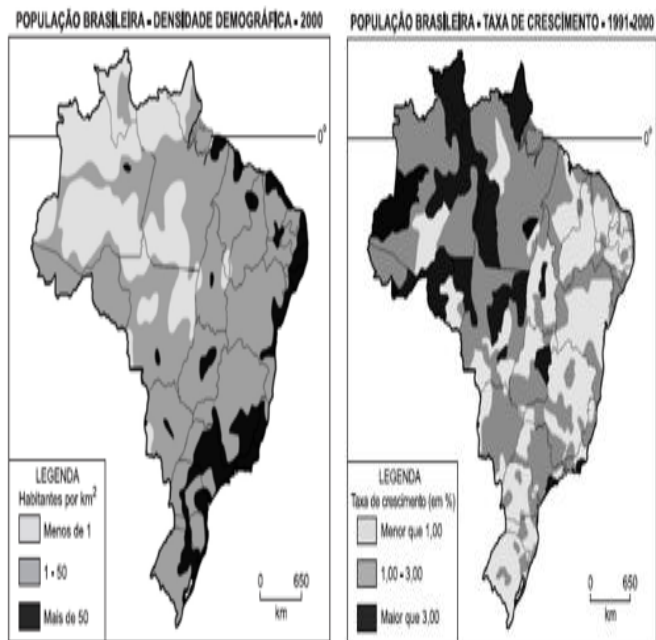 POPULAÇÃO BRASILEIRA • DENSIDADE DEMOGRÁFICA • 2000
0°
LEGENDA
Habitantes por km²
Menos de 1
1 - 50
Mais de 50
0 650
km
POPULAÇÃO BRASILEIRA • TAXA DE CRESCIMENTO • 1991-2000
0°
LEGENDA
Taxa de crescimento (em %)
Menor que 1,00
1,00 - 3,00
Maior que 3,00
0 650
km